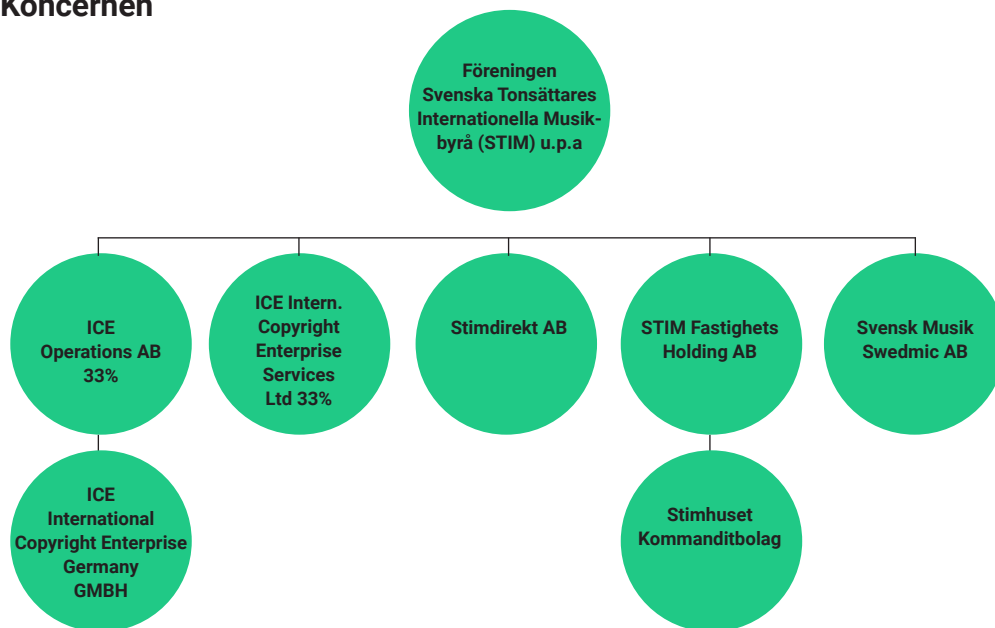 Koncernen
Föreningen
Svenska Tonsättares
Internationella Musik-
byrå (STIM) u.p.a
ICE
Operations AB
33%
ICE Intern.
Copyright
Enterprise
Services
Ltd 33%
Stimdirekt AB
STIM Fastighets
Holding AB
Svensk Musik
Swedmic AB
ICE
International
Copyright Enterprise
Germany
GMBH
Stimhuset
Kommanditbolag